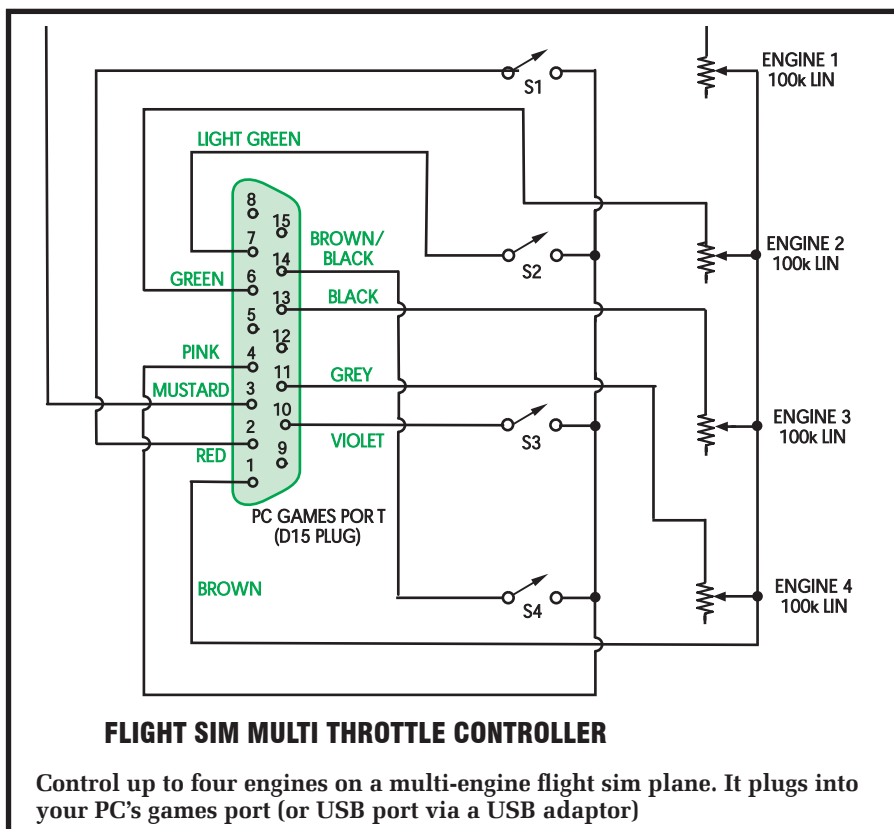 ENGINE 1
100k LIN
S1
LIGHT GREEN
8
15
7
BROWN/
BLACK
14
ENGINE 2
100k LIN
S2
GREEN
6
13
BLACK
5
12
PINK
4
11
GREY
MUSTARD
3
10
ENGINE 3
100k LIN
2
VIOLET
S3
RED
9
1
PC GAMES PORT
(D15 PLUG)
BROWN
ENGINE 4
100k LIN
S4
FLIGHT SIM MULTI THROTTLE CONTROLLER
Control up to four engines on a multi-engine flight sim plane. It plugs into
your PC's games port (or USB port via a USB adaptor)